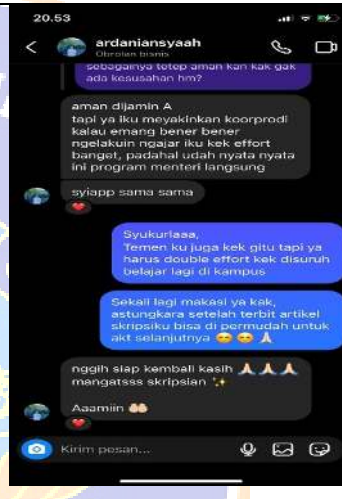 20.53
ardaniansyaah
Obrolan bisnis
sebagainya tetep aman kan kak gak
ada kesusahan hm?
aman dijamin A
tapi ya iku meyakinkan koorprodi
kalau emang bener bener
ngelakuin ngajar iku kek effort
banget, padahal udah nyata nyata
ini program menteri langsung
syiapp sama sama
Syukurlaaa,
Temen ku juga kek gitu tapi ya
harus double effort kek disuruh
belajar lagi di kampus
Sekali lagi makasi ya kak,
astungkara setelah terbit artikel
skripsiku bisa di permudah untuk
akt selanjutnya 😊😊🙏
nggih siap kembali kasih 🙏🙏🙏
mangatsss skripsian ✨
Aaamiin 🤲
Kirim pesan...